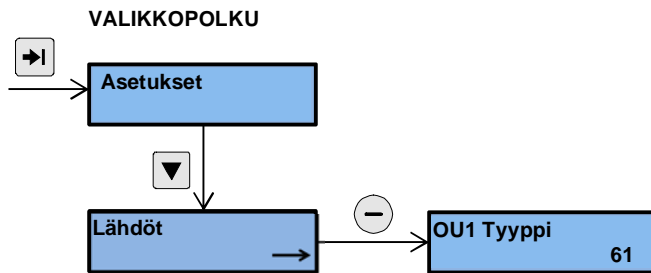 VALIKKOPOLKU
Asetukset
Lähdöt
OU1 Tyyppi
61